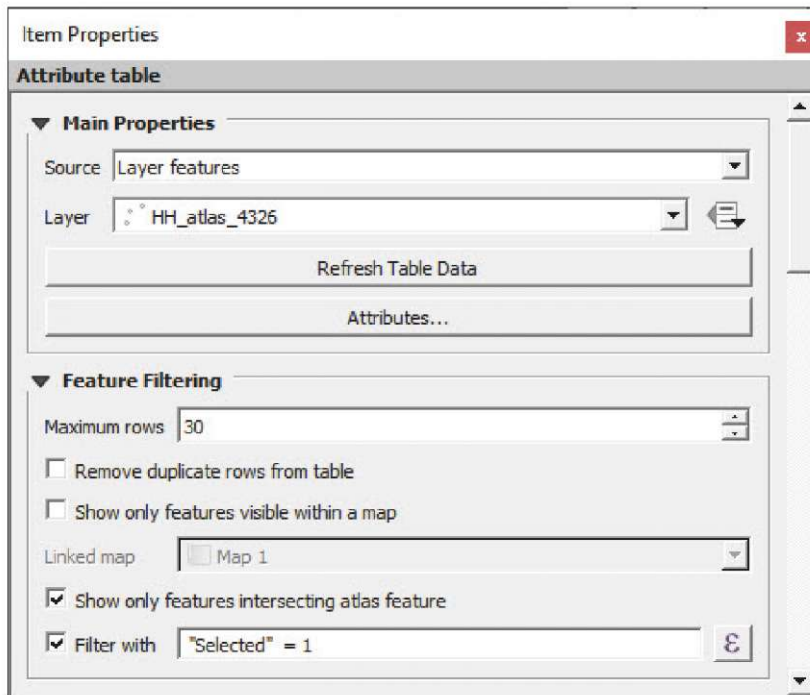 Item Properties
x
Attribute table
Main Properties
Source Layer features
Layer HH_atlas_4326
Refresh Table Data
Attributes...
Feature Filtering
Maximum rows 30
Remove duplicate rows from table
Show only features visible within a map
Linked map Map 1
Show only features intersecting atlas feature
Filter with "Selected" = 1 ε